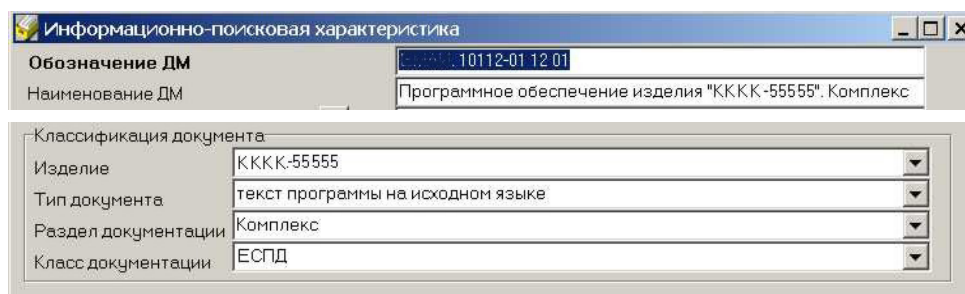 Информационно-поисковая характеристика
Обозначение ДМ
10112-01 12 01
Наименование ДМ
Программное обеспечение изделия "КККК-55555". Комплекс
Классификация документа
Изделие
КККК-55555
Тип документа
текст программы на исходном языке
Раздел документации
Комплекс
Класс документации
ЕСПД